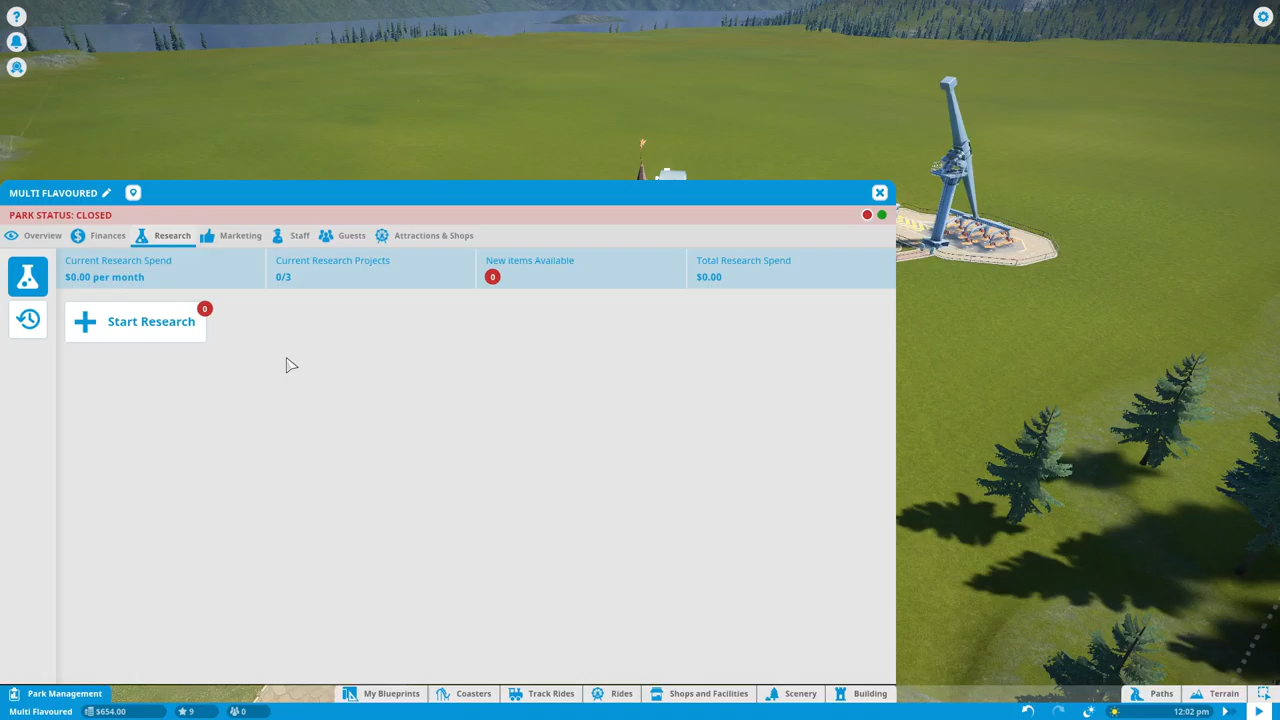 ?
MULTI FLAVOURED
PARK STATUS: CLOSED
Overview Finances Research Marketing Staff Guests Attractions & Shops
Current Research Spend Current Research Projects New Items Available Total Research Spend
$0.00 per month 0/3 0 $0.00
Start Research 0
Park Management My Blueprints Coasters Track Rides Rides Shops and Facilities Scenery Building Paths Terrain
Multi Flavoured $654.00 9 0 12:02 pm